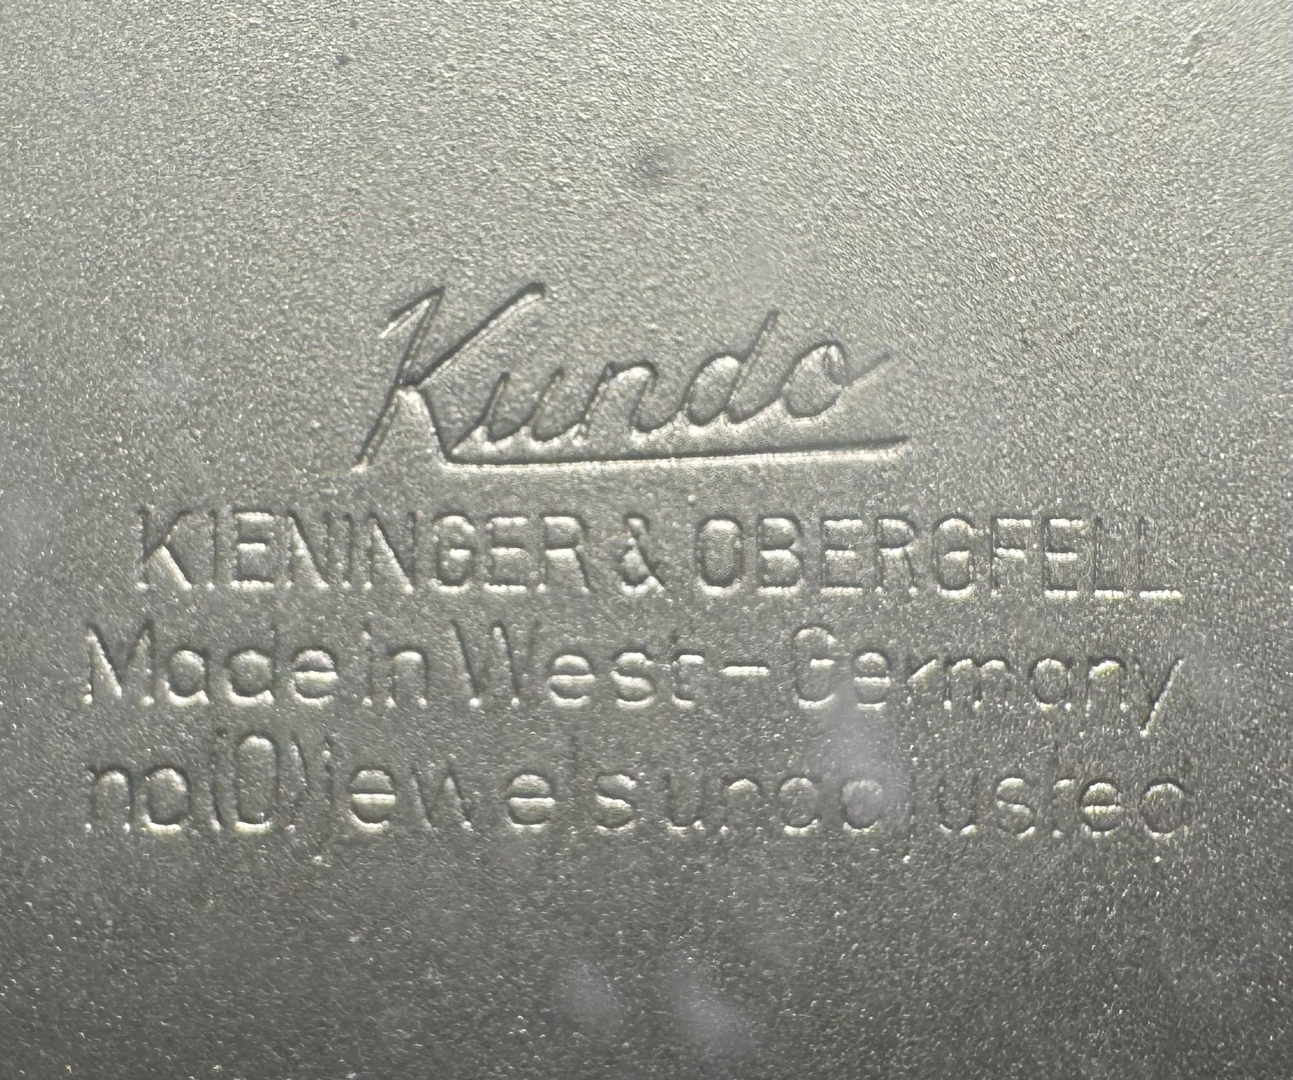 Kundo
KIENINGER & OBERGFELL
Made in West-Germany
no (0) jewels unadjusted